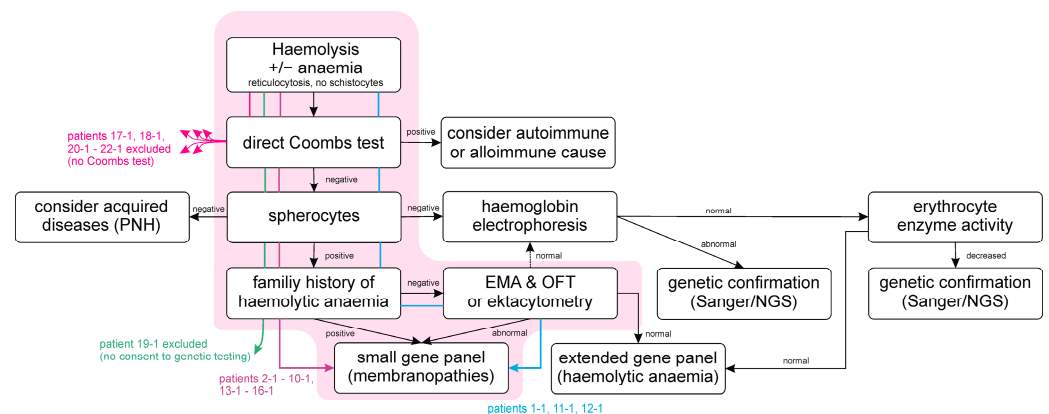 Haemolysis
+/− anaemia
reticulocytosis, no schistocytes
patients 17-1, 18-1,
20-1 - 22-1 excluded
(no Coombs test)
direct Coombs test
positive
consider autoimmune
or alloimmune cause
negative
consider acquired
diseases (PNH)
negative
spherocytes
negative
haemoglobin
electrophoresis
normal
erythrocyte
enzyme activity
abnormal
decreased
positive
normal
familiy history of
haemolytic anaemia
negative
EMA & OFT
or ektacytometry
genetic confirmation
(Sanger/NGS)
genetic confirmation
(Sanger/NGS)
positive
abnormal
normal
patient 19-1 excluded
(no consent to genetic testing)
small gene panel
(membranopathies)
extended gene panel
(haemolytic anaemia)
normal
patients 2-1 - 10-1,
13-1 - 16-1
patients 1-1, 11-1, 12-1